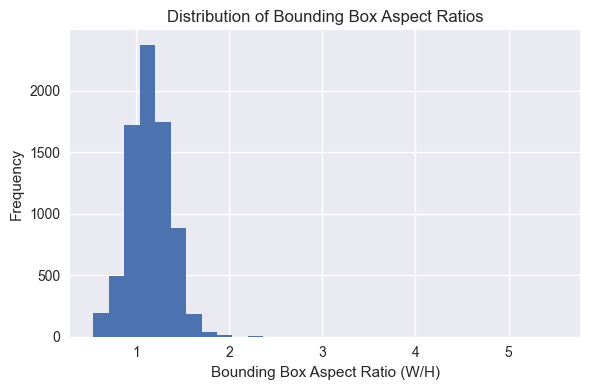 Distribution of Bounding Box Aspect Ratios
2000
1500
1000
500
0
Frequency
1 2 3 4 5
Bounding Box Aspect Ratio (W/H)